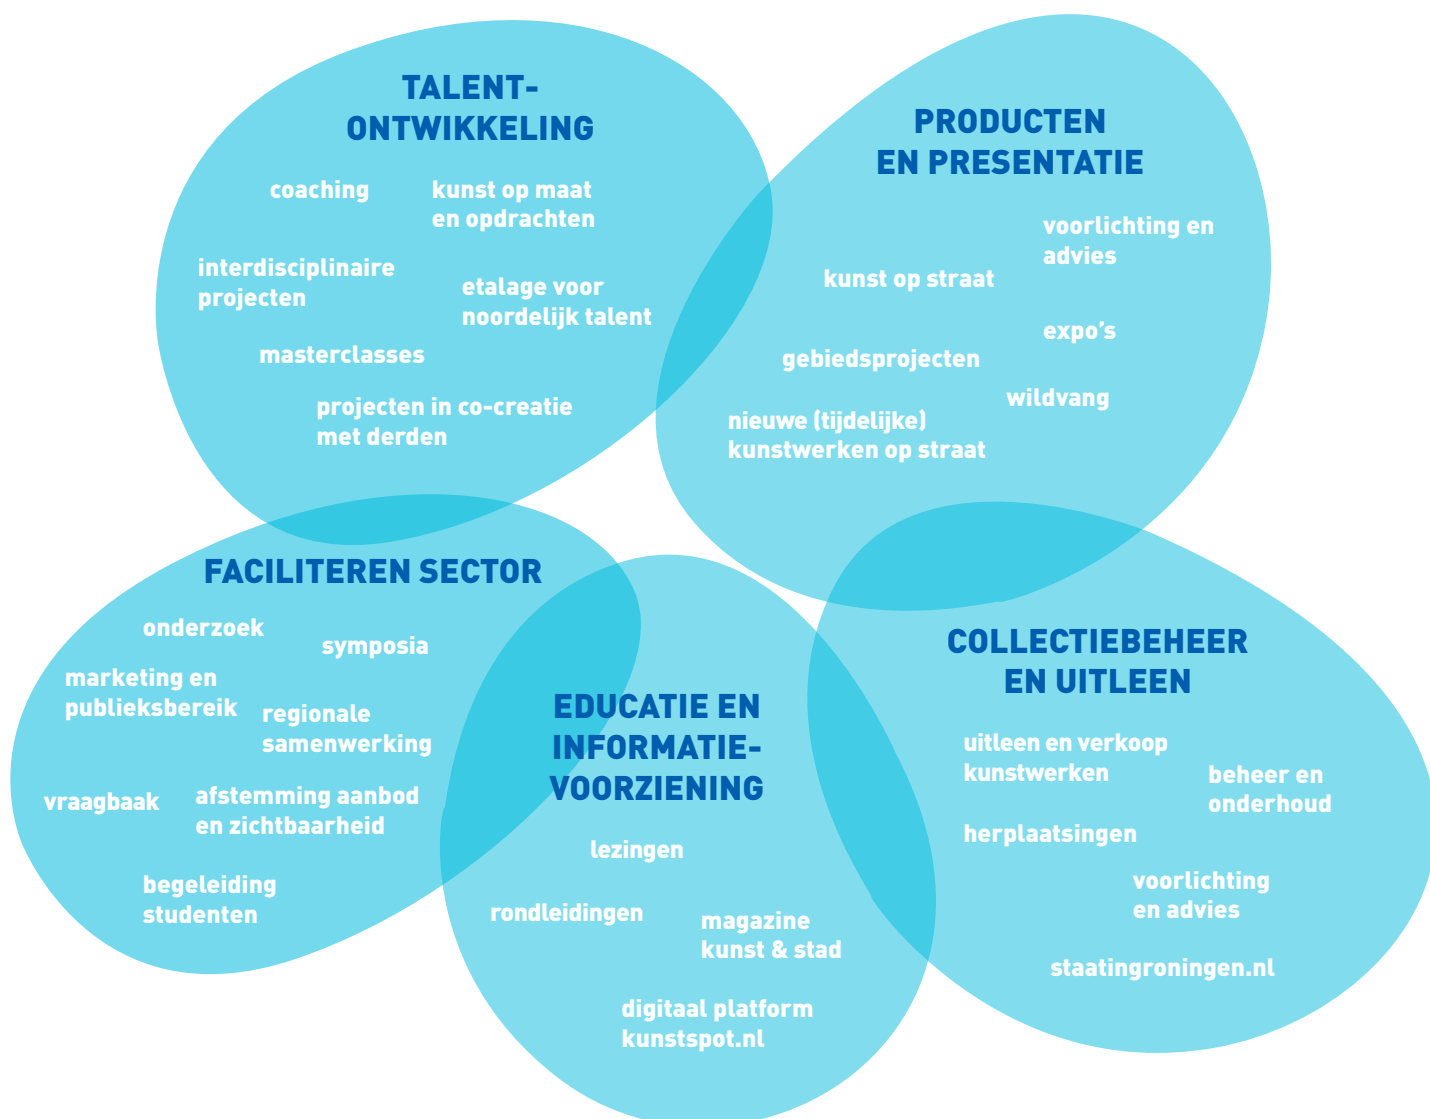 TALENT-
ONTWIKKELING
coaching
kunst op maat
en opdrachten
interdisciplinaire
projecten
etalage voor
noordelijk talent
masterclasses
projecten in co-creatie
met derden
PRODUCTEN
EN PRESENTATIE
voorlichting en
advies
kunst op straat
expo’s
gebiedsprojecten
wildvang
nieuwe (tijdelijke)
kunstwerken op straat
FACILITEREN SECTOR
onderzoek
symposia
marketing en
publieksbereik
regionale
samenwerking
vraagbaak
afstemming aanbod
en zichtbaarheid
begeleiding
studenten
EDUCATIE EN
INFORMATIE-
VOORZIENING
lezingen
rondleidingen
magazine
kunst & stad
digitaal platform
kunstspot.nl
COLLECTIEBEHEER
EN UITLEEN
uitleen en verkoop
kunstwerken
beheer en
onderhoud
herplaatsingen
voorlichting
en advies
staatingroningen.nl